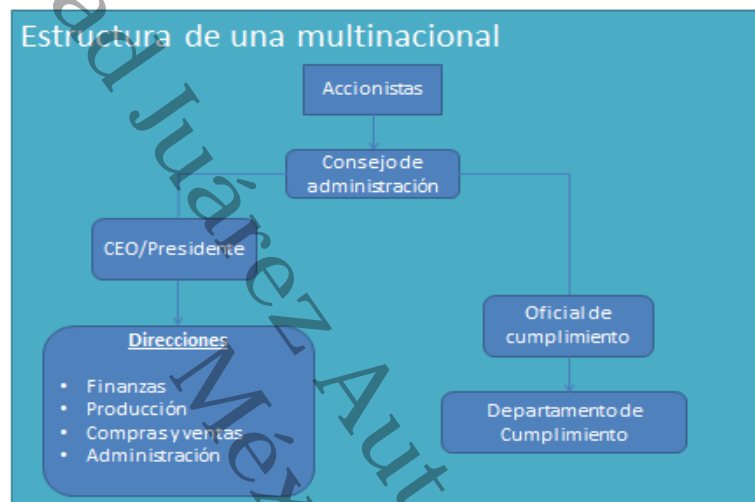 Estructura de una multinacional
Accionistas
Consejo de
administración
CEO/Presidente
Direcciones
• Finanzas
• Producción
• Compras y ventas
• Administración
Oficial de
cumplimiento
Departamento de
Cumplimiento
Juárez